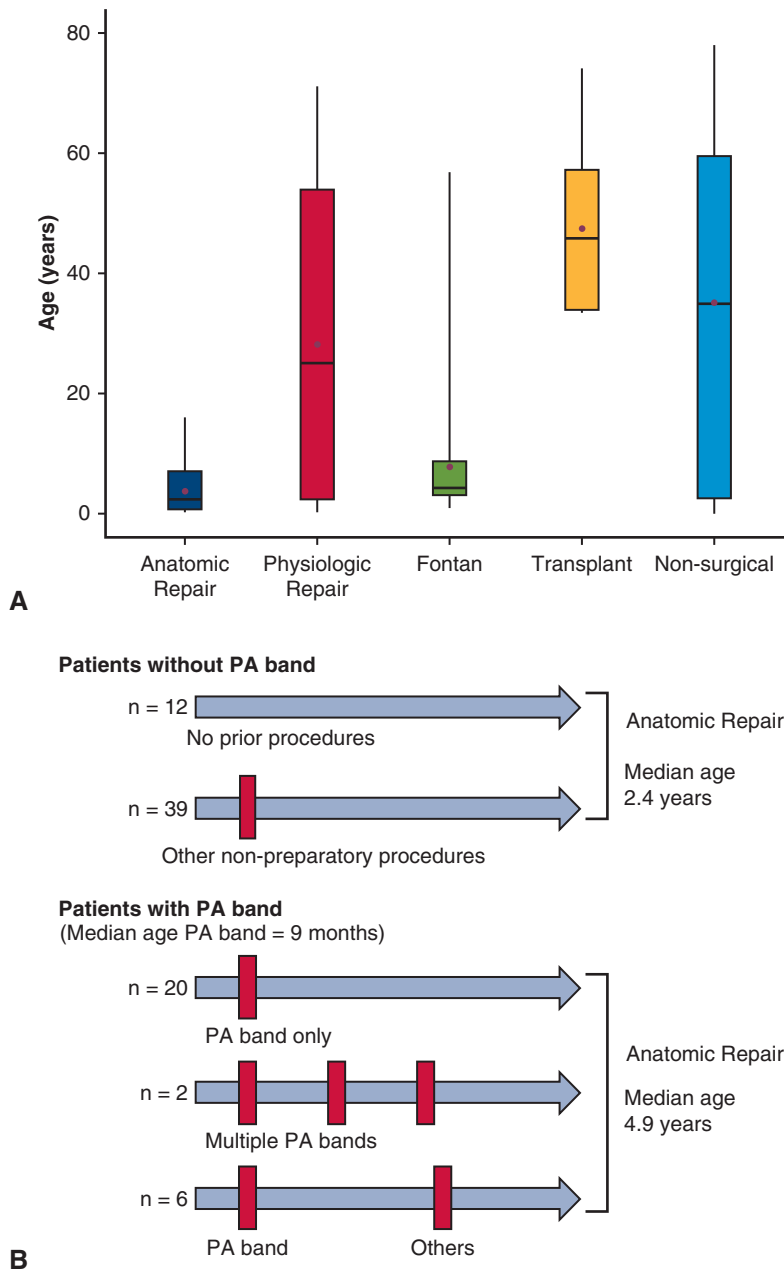 80
60
40
20
0
Age (years)
Anatomic
Repair
Physiologic
Repair
Fontan
Transplant
Non-surgical
A
Patients without PA band
n = 12
No prior procedures
n = 39
Other non-preparatory procedures
Anatomic Repair
Median age
2.4 years
Patients with PA band
(Median age PA band = 9 months)
n = 20
PA band only
n = 2
Multiple PA bands
n = 6
PA band
Others
Anatomic Repair
Median age
4.9 years
B